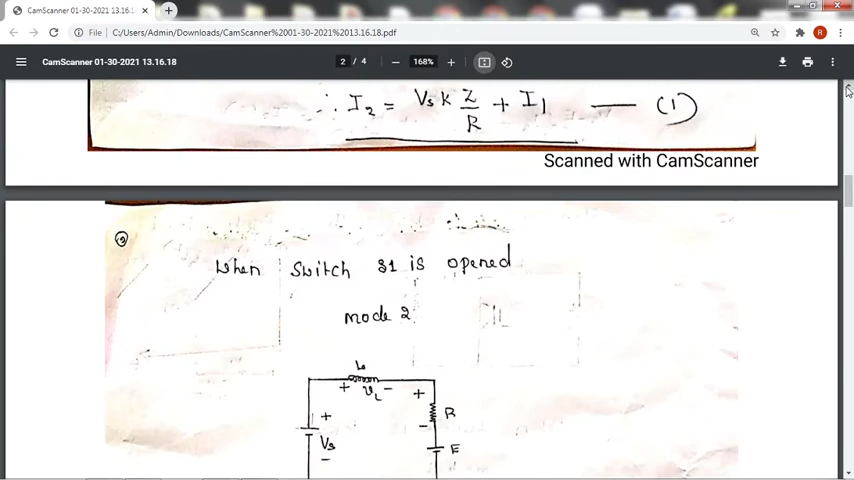 CamScanner 01-30-2021 13.16.18
File | C:/Users/Admin/Downloads/CamScanner%2001-30-2021%2013.16.18.pdf
R
CamScanner 01-30-2021 13.16.18
2 / 4
168%
∴ I2 = Vs k Z/R + I1 — (1)
Scanned with CamScanner
When Switch S1 is opened
mode 2
L
+ VL -
+
R
-
+
Vs
-
E